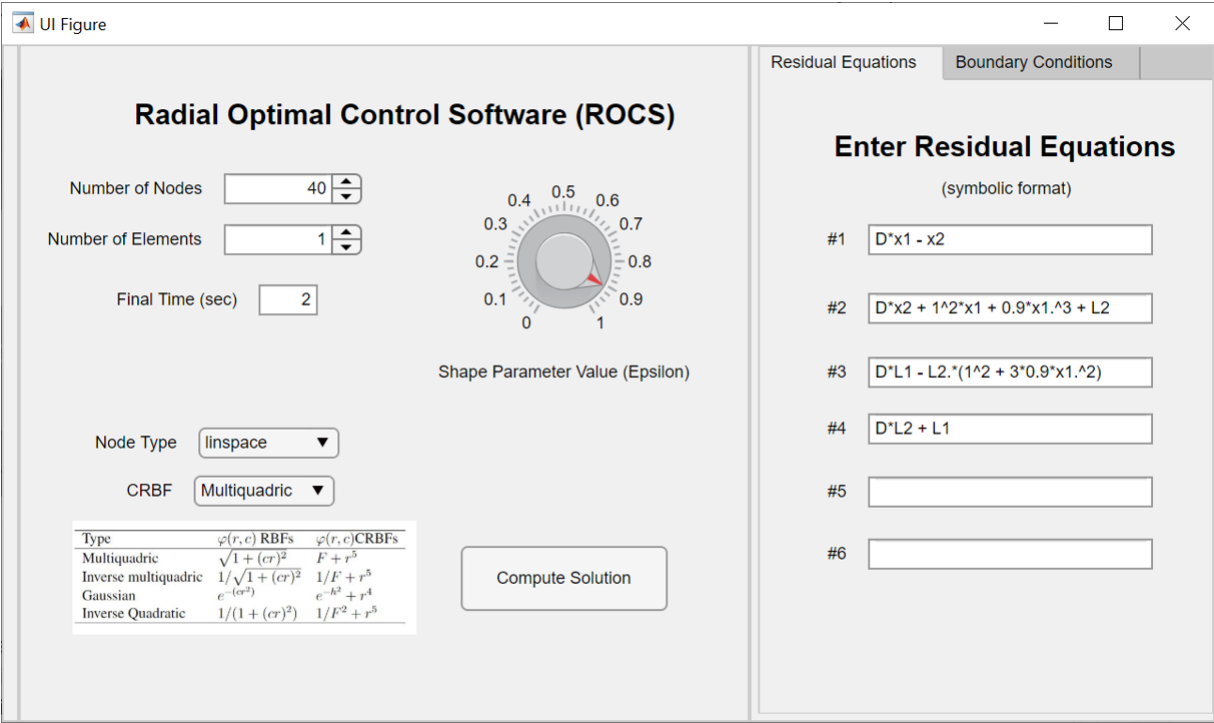 UI Figure
Radial Optimal Control Software (ROCS)
Number of Nodes 40
Number of Elements 1
Final Time (sec) 2
0 0.1 0.2 0.3 0.4 0.5 0.6 0.7 0.8 0.9 1
Shape Parameter Value (Epsilon)
Node Type linspace
CRBF Multiquadric
Type φ(r, c) RBFs φ(r, c)CRBFs
Multiquadric √1 + (cr)² F + r⁵
Inverse multiquadric 1/√1 + (cr)² 1/F + r⁵
Gaussian e^−(cr²) e^−h² + r⁴
Inverse Quadratic 1/(1 + (cr)²) 1/F² + r⁵
Compute Solution
Residual Equations Boundary Conditions
Enter Residual Equations
(symbolic format)
#1 D*x1 - x2
#2 D*x2 + 1^2*x1 + 0.9*x1.^3 + L2
#3 D*L1 - L2.*(1^2 + 3*0.9*x1.^2)
#4 D*L2 + L1
#5
#6